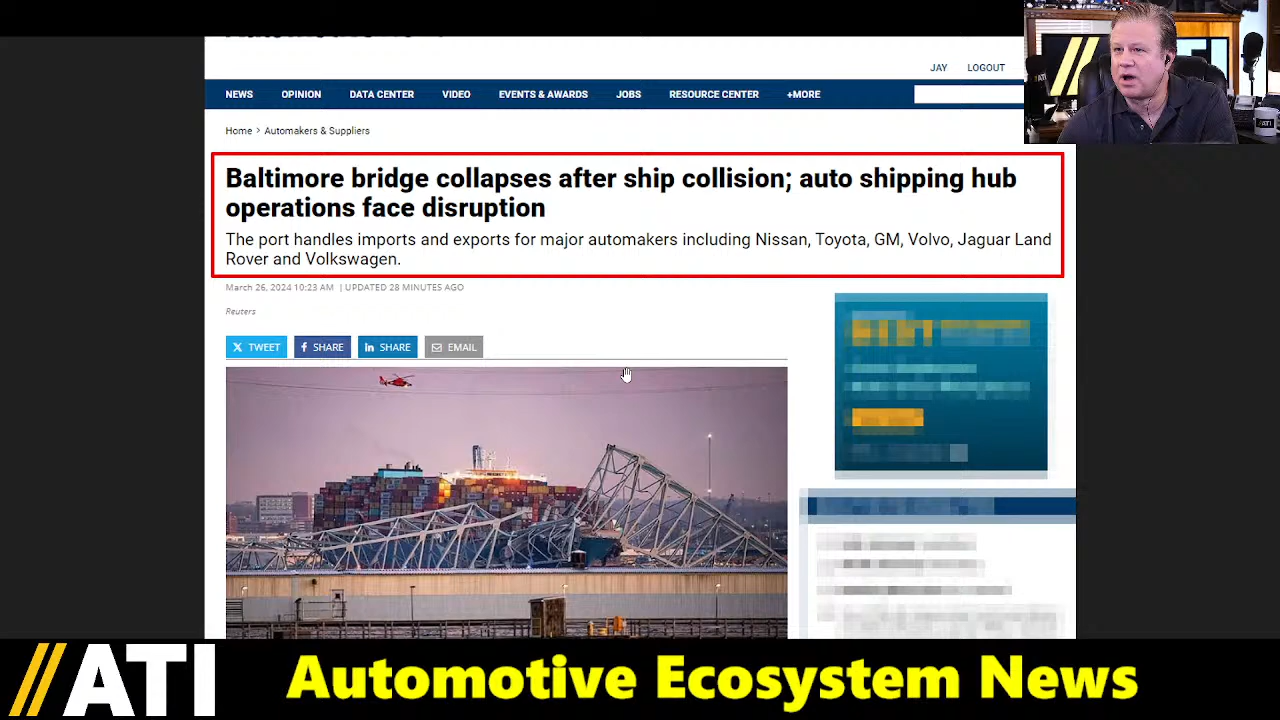 JAY LOGOUT
NEWS OPINION DATA CENTER VIDEO EVENTS & AWARDS JOBS RESOURCE CENTER +MORE
Home > Automakers & Suppliers
Baltimore bridge collapses after ship collision; auto shipping hub
operations face disruption
The port handles imports and exports for major automakers including Nissan, Toyota, GM, Volvo, Jaguar Land
Rover and Volkswagen.
March 26, 2024 10:23 AM | UPDATED 28 MINUTES AGO
Reuters
TWEET SHARE SHARE EMAIL
//ATI Automotive Ecosystem News